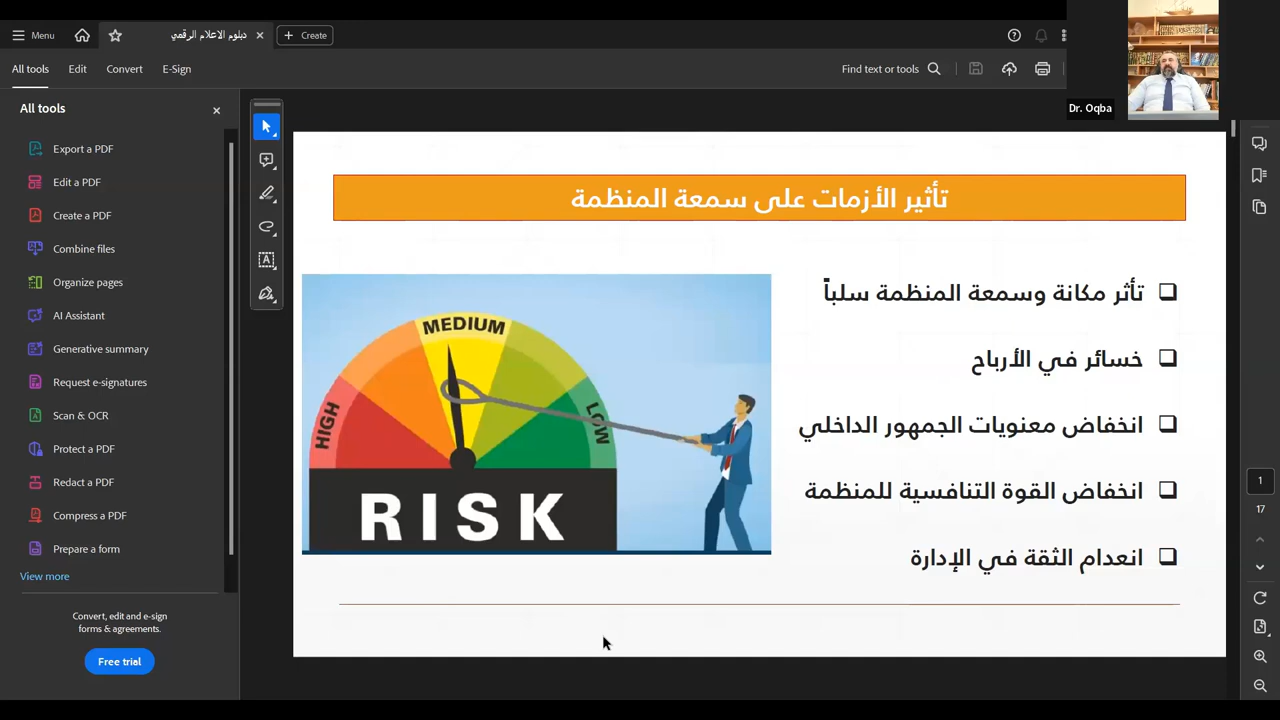 Menu
دبلوم الاعلام الرقمي
Create
All tools
Edit
Convert
E-Sign
Find text or tools
Dr. Oqba
All tools
Export a PDF
Edit a PDF
Create a PDF
Combine files
Organize pages
AI Assistant
Generative summary
Request e-signatures
Scan & OCR
Protect a PDF
Redact a PDF
Compress a PDF
Prepare a form
View more
Convert, edit and e-sign
forms & agreements.
Free trial
تأثير الأزمات على سمعة المنظمة
تأثر مكانة وسمعة المنظمة سلباً
خسائر في الأرباح
انخفاض معنويات الجمهور الداخلي
انخفاض القوة التنافسية للمنظمة
انعدام الثقة في الإدارة
HIGH
MEDIUM
LOW
RISK
1
17